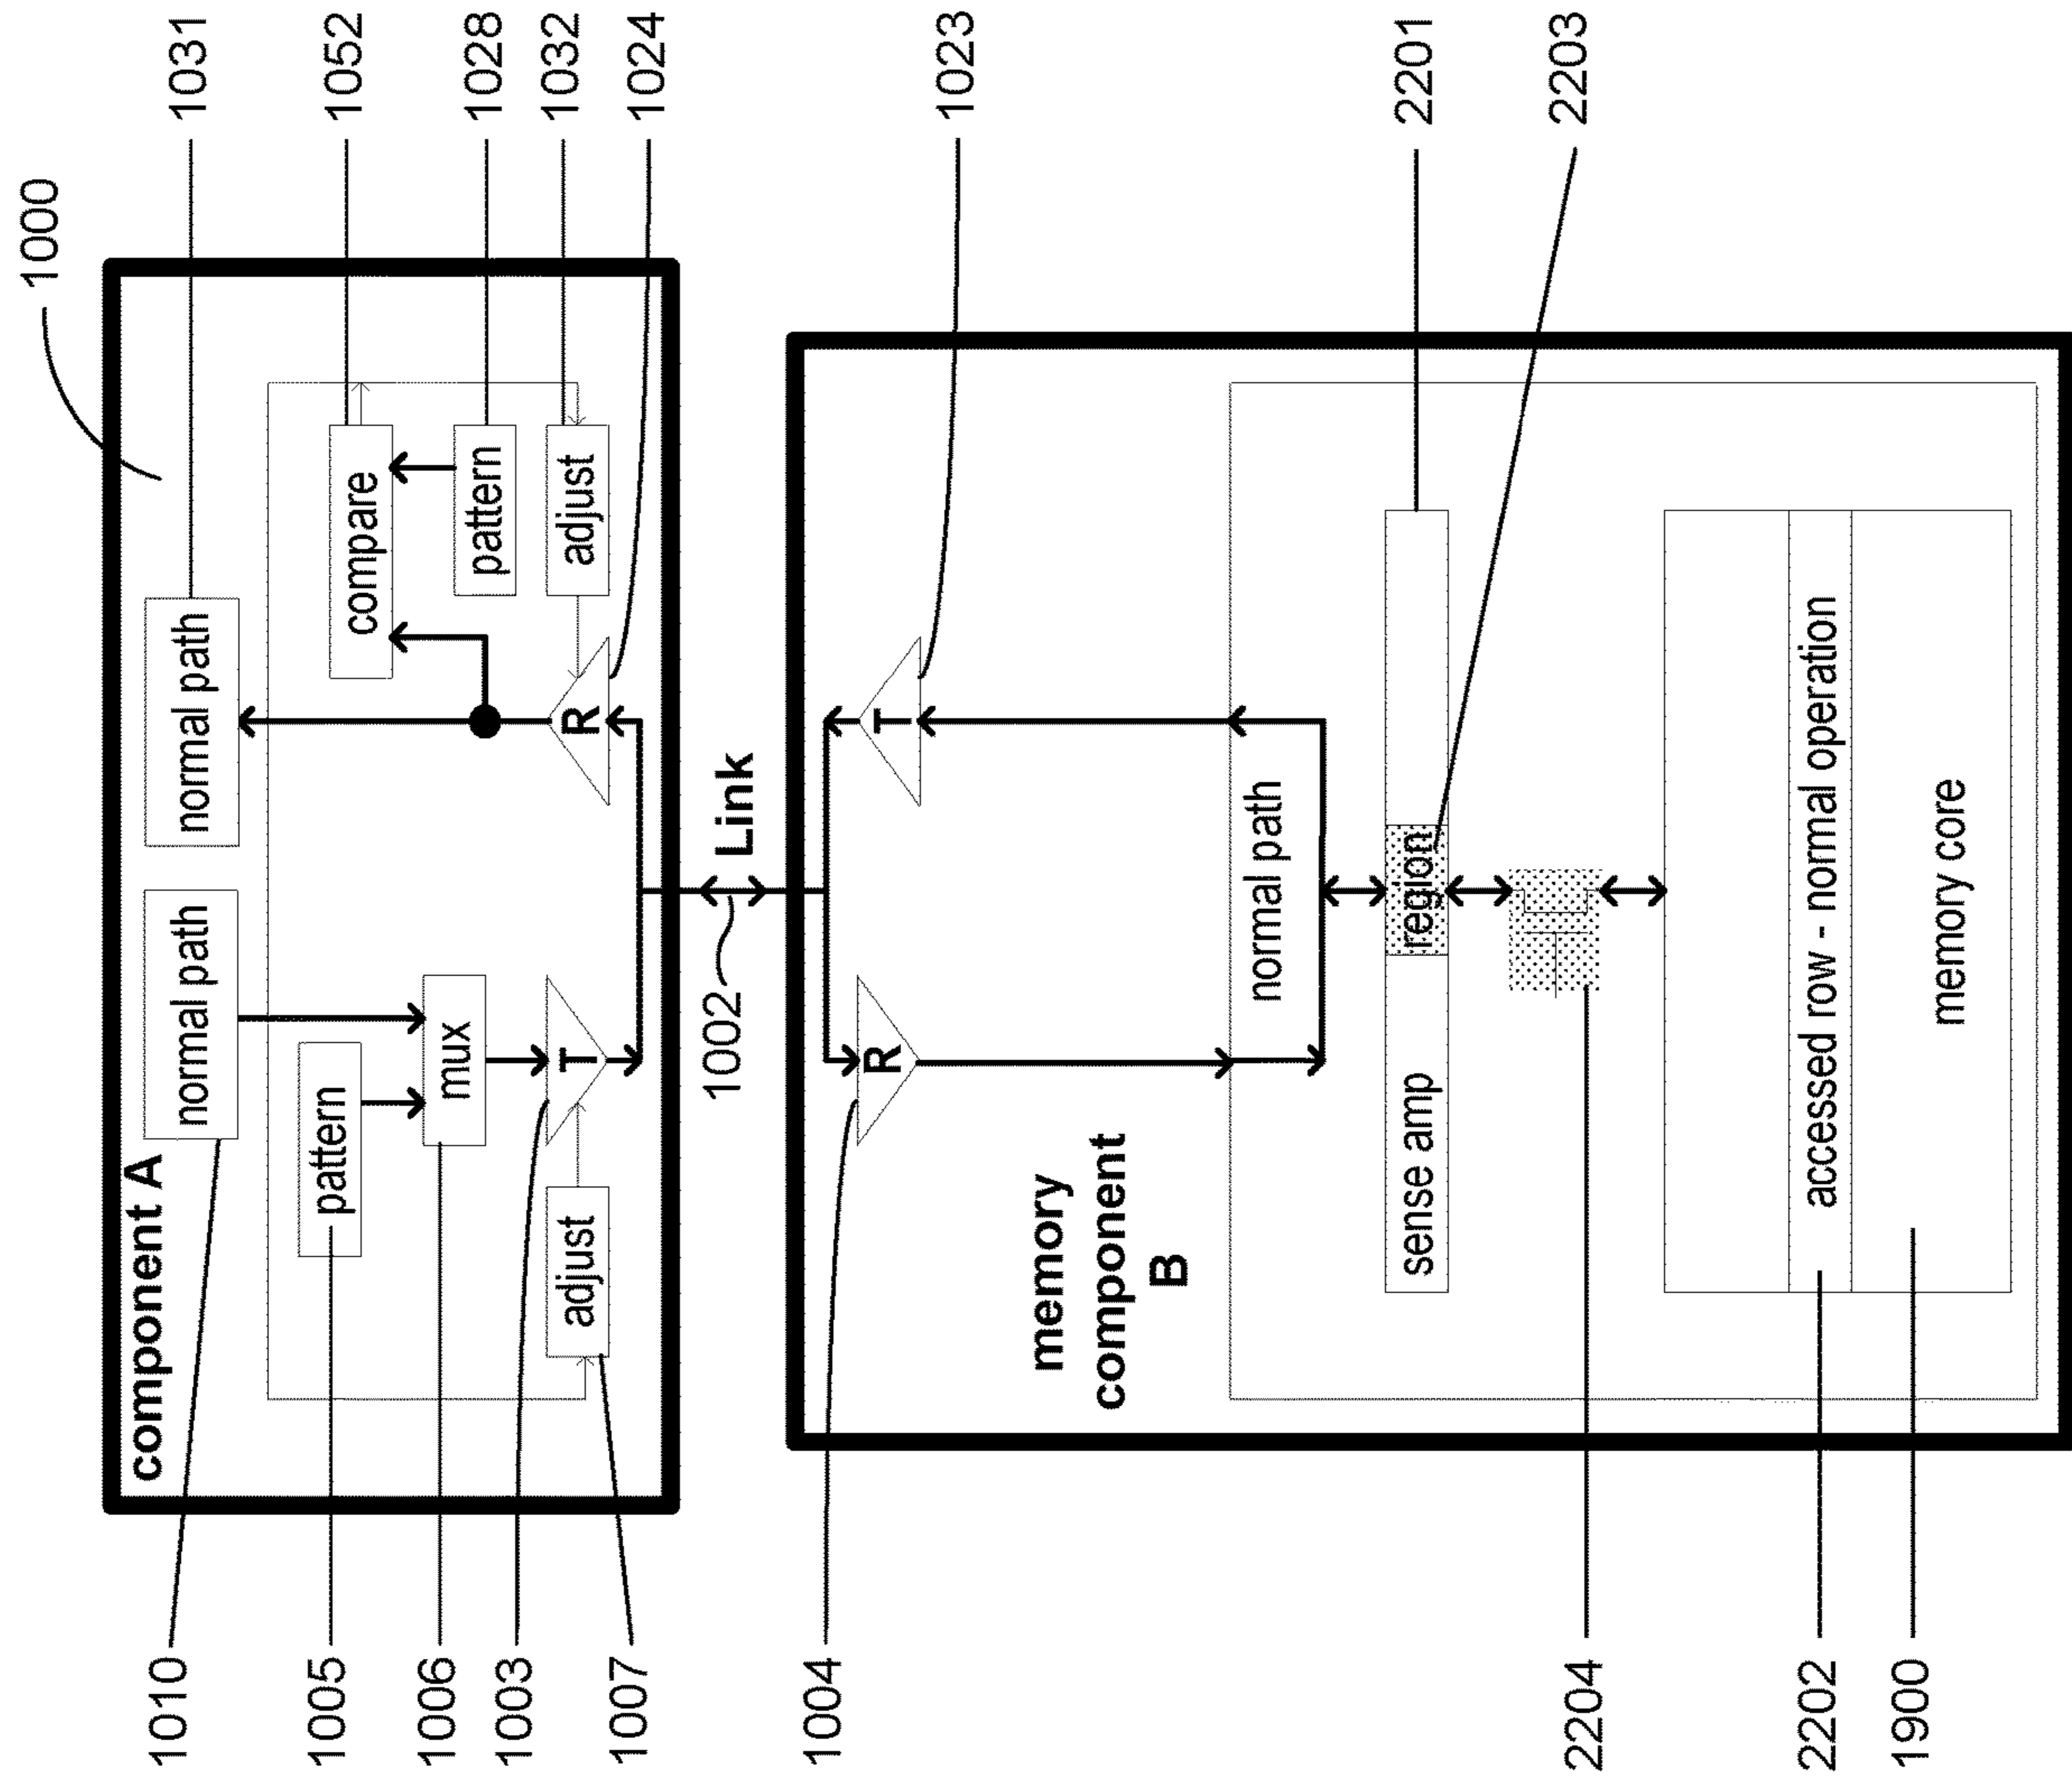 1000
1031
1052
1028
1032
1024
1023
2201
2203
component A
normal path
normal path
pattern
mux
T
adjust
compare
pattern
adjust
R
Link
1002
memory
component
B
R
T
normal path
sense amp
region
accessed row - normal operation
memory core
1010
1005
1006
1003
1007
1004
2204
2202
1900